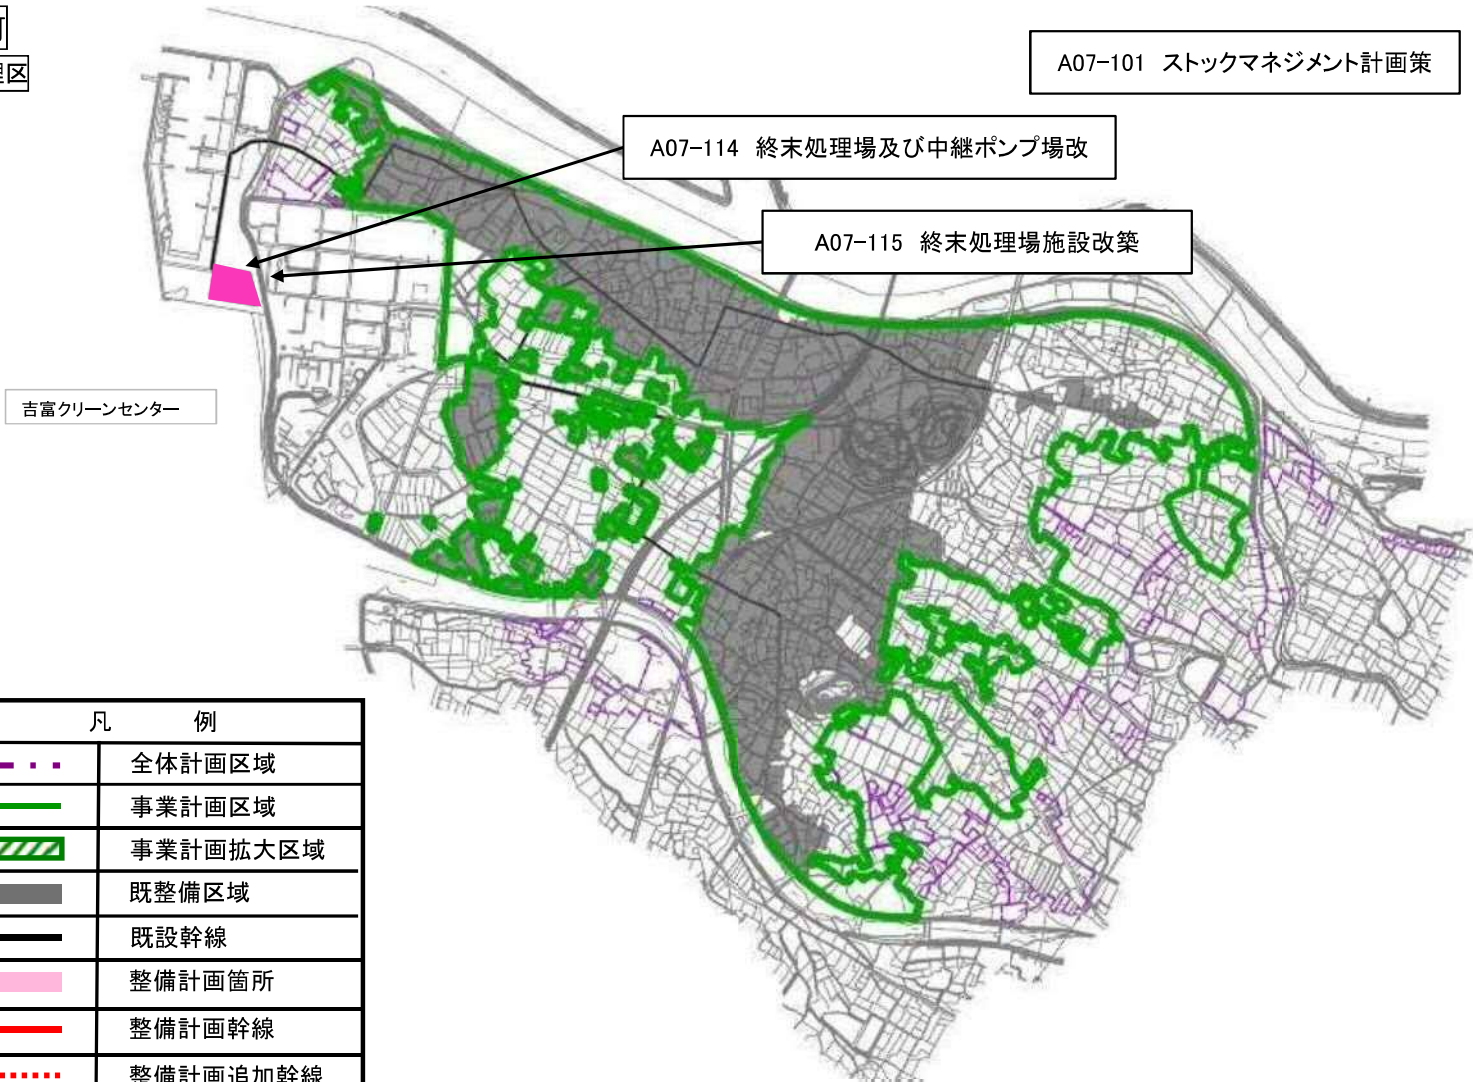 理区
A07-101 ストックマネジメント計画策
A07-114 終末処理場及び中継ポンプ場改
A07-115 終末処理場施設改築
吉富クリーンセンター
凡 例
全体計画区域
事業計画区域
事業計画拡大区域
既整備区域
既設幹線
整備計画箇所
整備計画幹線
整備計画追加幹線